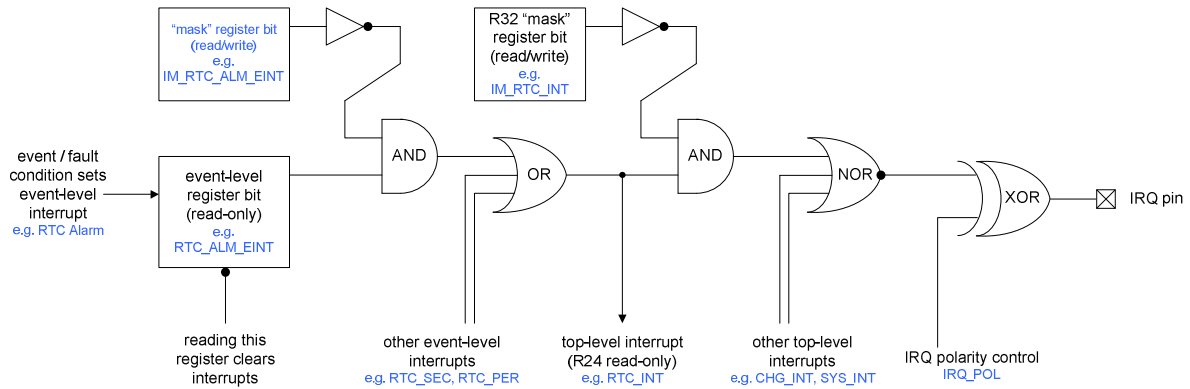 “mask” register bit
(read/write)
e.g.
IM_RTC_ALM_EINT
R32 “mask”
register bit
(read/write)
e.g.
IM_RTC_INT
event / fault
condition sets
event-level
interrupt
e.g. RTC Alarm
event-level
register bit
(read-only)
e.g.
RTC_ALM_EINT
AND
OR
AND
NOR
XOR
IRQ pin
reading this
register clears
interrupts
other event-level
interrupts
e.g. RTC_SEC, RTC_PER
top-level interrupt
(R24 read-only)
e.g. RTC_INT
other top-level
interrupts
e.g. CHG_INT, SYS_INT
IRQ polarity control
IRQ_POL